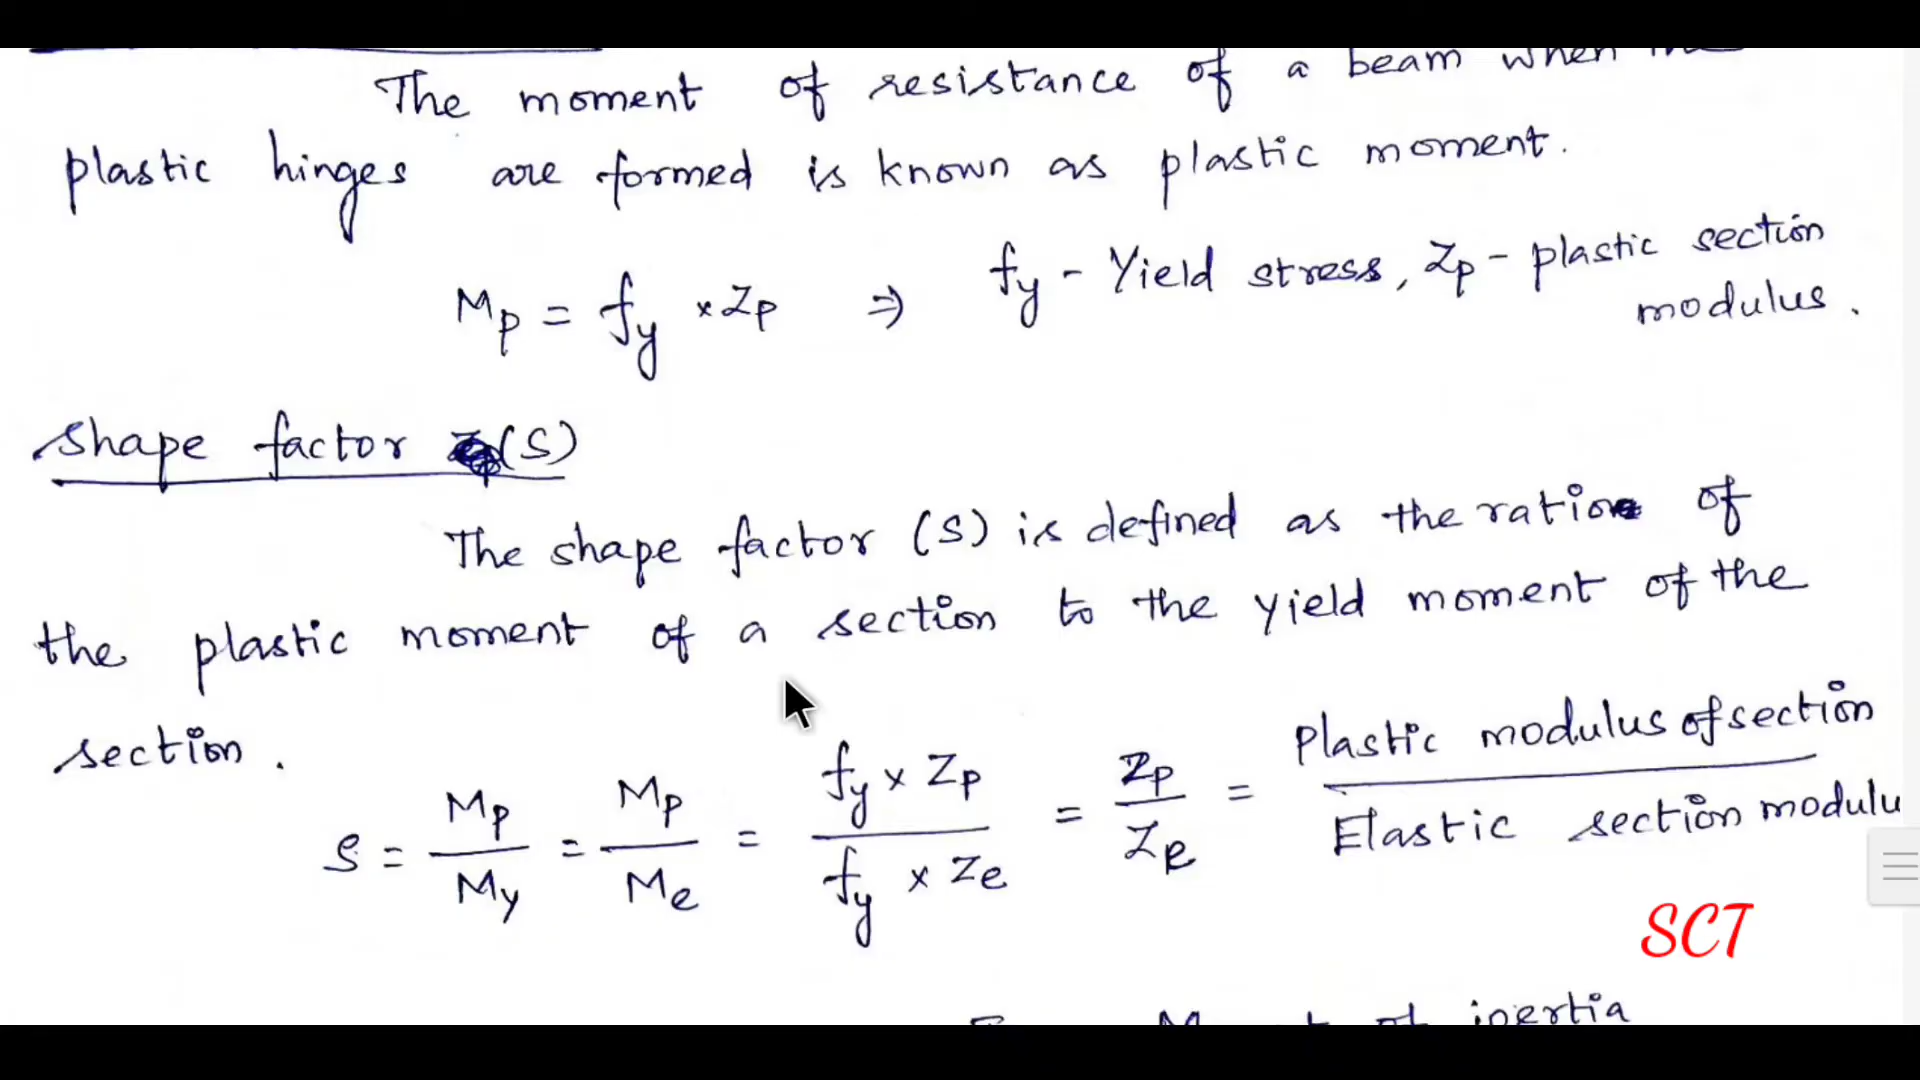 The moment of resistance of a beam when the
plastic hinges are formed is known as plastic moment.
Mp = fy × Zp ⇒ fy - Yield stress, Zp - plastic section
modulus.
Shape factor (S)
The shape factor (S) is defined as the ratio of
the plastic moment of a section to the yield moment of the
section.
S = Mp/My = Mp/Me = fy × Zp/fy × Ze = Zp/Ze = Plastic modulus of section/Elastic section modulu
SCT
inertia